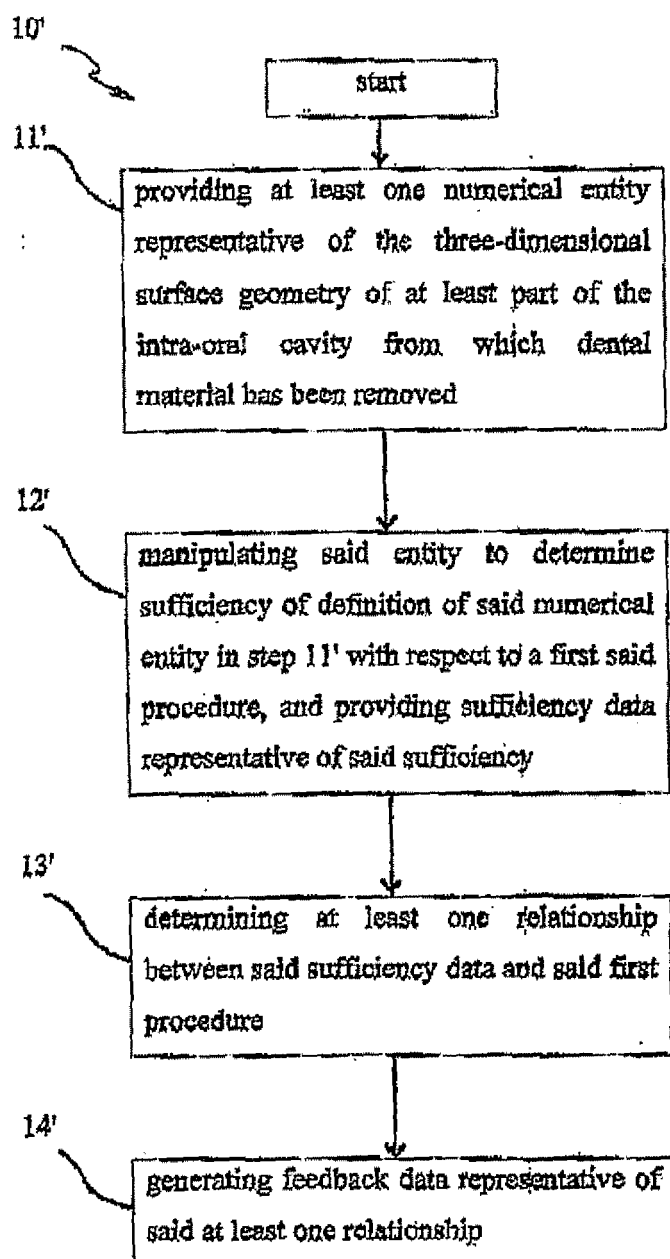 10'
start
11'
providing at least one numerical entity
representative of the three-dimensional
surface geometry of at least part of the
intra-oral cavity from which dental
material has been removed
12'
manipulating said entity to determine
sufficiency of definition of said numerical
entity in step 11' with respect to a first said
procedure, and providing sufficiency data
representative of said sufficiency
13'
determining at least one relationship
between said sufficiency data and said first
procedure
14'
generating feedback data representative of
said at least one relationship